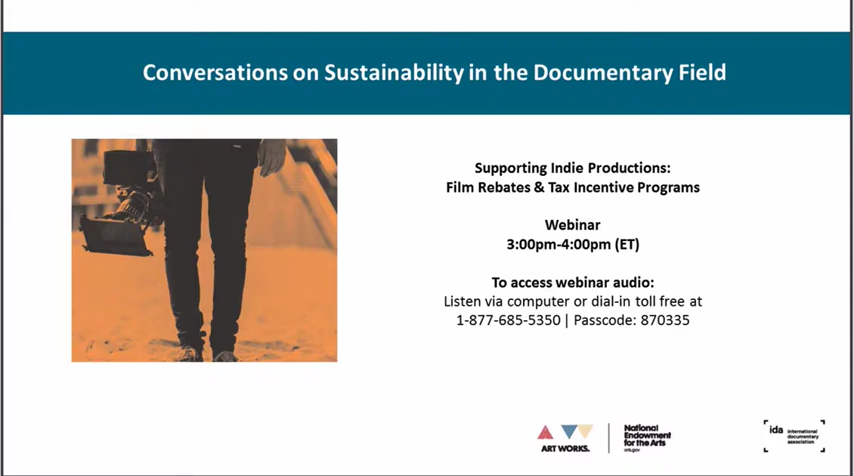 Conversations on Sustainability in the Documentary Field
Supporting Indie Productions:
Film Rebates & Tax Incentive Programs
Webinar
3:00pm-4:00pm (ET)
To access webinar audio:
Listen via computer or dial-in toll free at
1-877-685-5350 | Passcode: 870335
ART WORKS.
National
Endowment
for the Arts
arts.gov
ida international
documentary
association